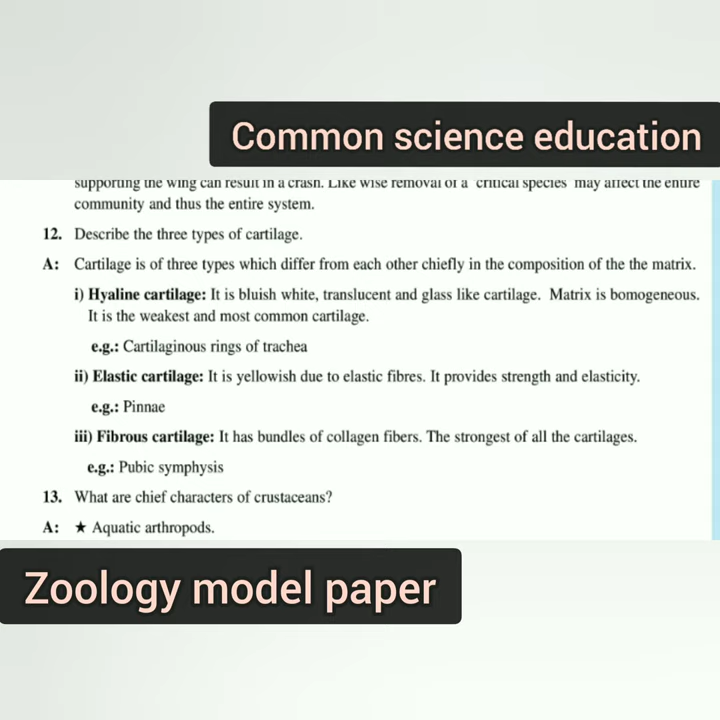 Common science education
supporting the wing can result in a crash. Like wise removal of a 'critical species' may affect the entire
community and thus the entire system.
12. Describe the three types of cartilage.
A: Cartilage is of three types which differ from each other chiefly in the composition of the the matrix.
i) Hyaline cartilage: It is bluish white, translucent and glass like cartilage. Matrix is bomogeneous.
It is the weakest and most common cartilage.
e.g.: Cartilaginous rings of trachea
ii) Elastic cartilage: It is yellowish due to elastic fibres. It provides strength and elasticity.
e.g.: Pinnae
iii) Fibrous cartilage: It has bundles of collagen fibers. The strongest of all the cartilages.
e.g.: Pubic symphysis
13. What are chief characters of crustaceans?
A: ★ Aquatic arthropods.
Zoology model paper